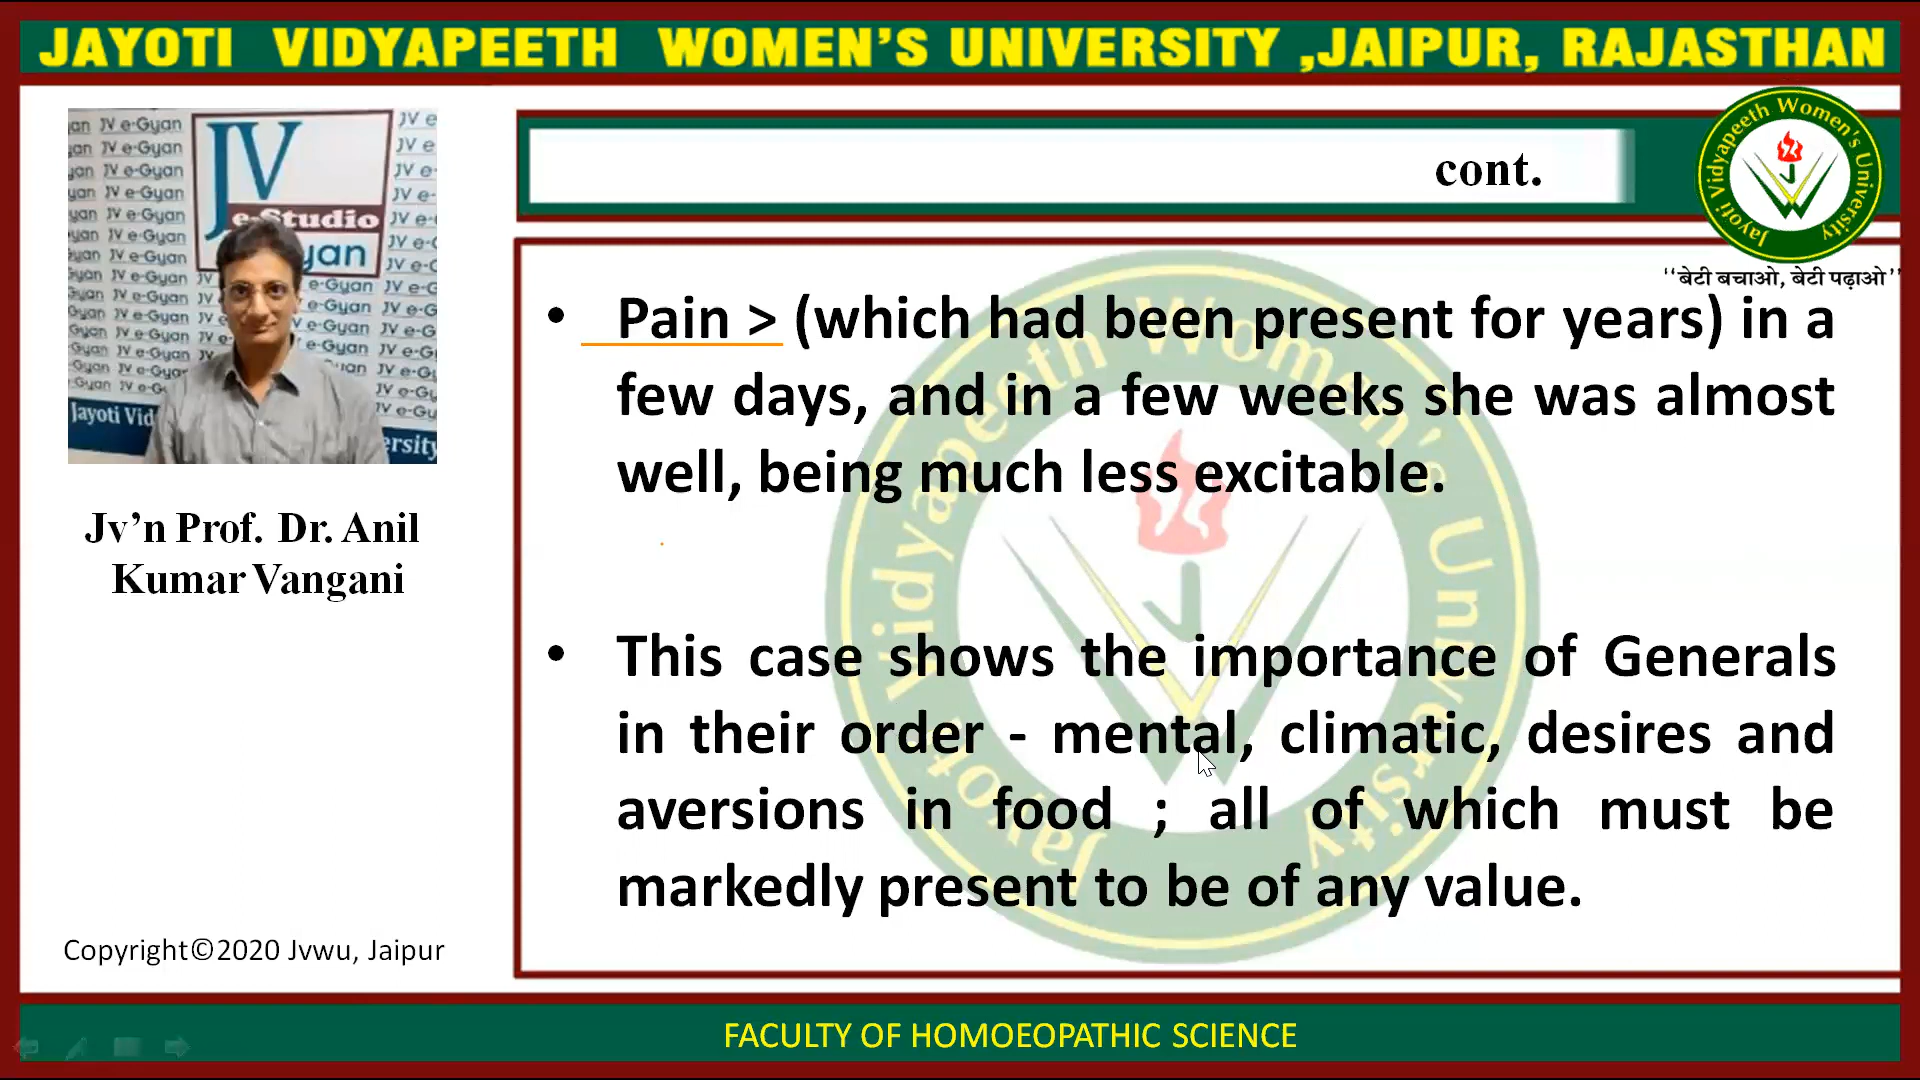 JAYOTI VIDYAPEETH WOMEN'S UNIVERSITY ,JAIPUR, RAJASTHAN
JV
e-Studio
Jv'n Prof. Dr. Anil
Kumar Vangani
Copyright©2020 Jvwu, Jaipur
cont.
Jayoti Vidyapeeth Women's University
‘‘बेटी बचाओ, बेटी पढ़ाओ’’
• Pain > (which had been present for years) in a
few days, and in a few weeks she was almost
well, being much less excitable.
• This case shows the importance of Generals
in their order - mental, climatic, desires and
aversions in food ; all of which must be
markedly present to be of any value.
FACULTY OF HOMOEOPATHIC SCIENCE